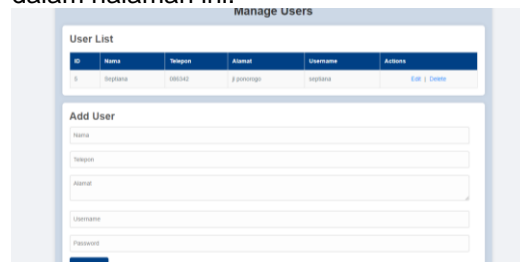 dalam halaman ini.
Manage Users
User List
ID Nama Telepon Alamat Username Actions
Septiana 086342 jl ponorogo septiana Edit | Delete
Add User
Nama
Telepon
Alamat
Username
Password